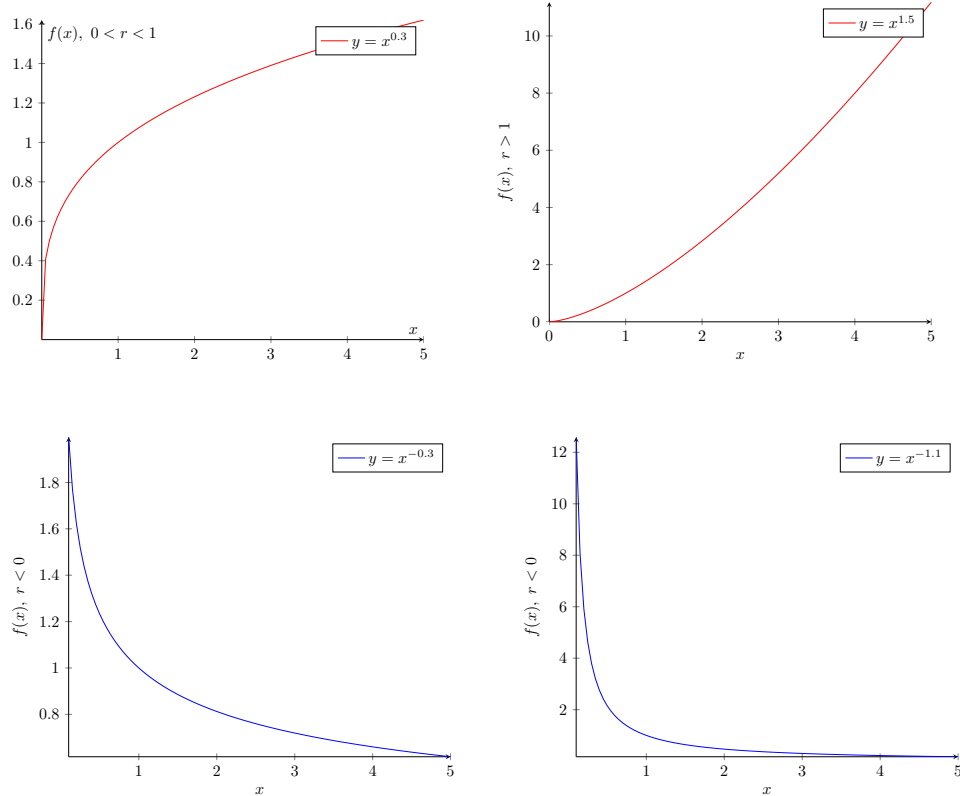 f(x), 0 < r < 1
y = x^{0.3}
1.6
1.4
1.2
1
0.8
0.6
0.4
0.2
x
1 2 3 4 5
y = x^{1.5}
f(x), r > 1
10
8
6
4
2
0
0 1 2 3 4 5
x
y = x^{-0.3}
f(x), r < 0
1.8
1.6
1.4
1.2
1
0.8
1 2 3 4 5
x
y = x^{-1.1}
f(x), r < 0
12
10
8
6
4
2
1 2 3 4 5
x